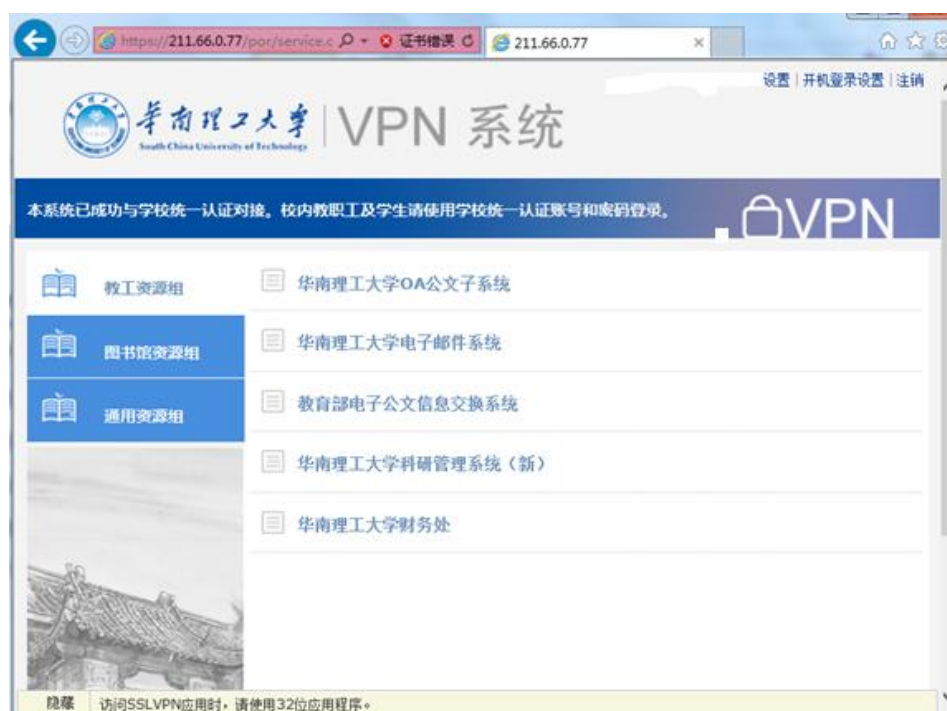 https://211.66.0.77/por/service.c
证书错误
211.66.0.77
设置 | 开机登录设置 | 注销
华南理工大学
South China University of Technology
VPN 系统
本系统已成功与学校统一认证对接。校内教职工及学生请使用学校统一认证账号和密码登录。
VPN
教工资源组
图书馆资源组
通用资源组
华南理工大学OA公文子系统
华南理工大学电子邮件系统
教育部电子公文信息交换系统
华南理工大学科研管理系统（新）
华南理工大学财务处
隐藏
访问SSLVPN应用时，请使用32位应用程序。